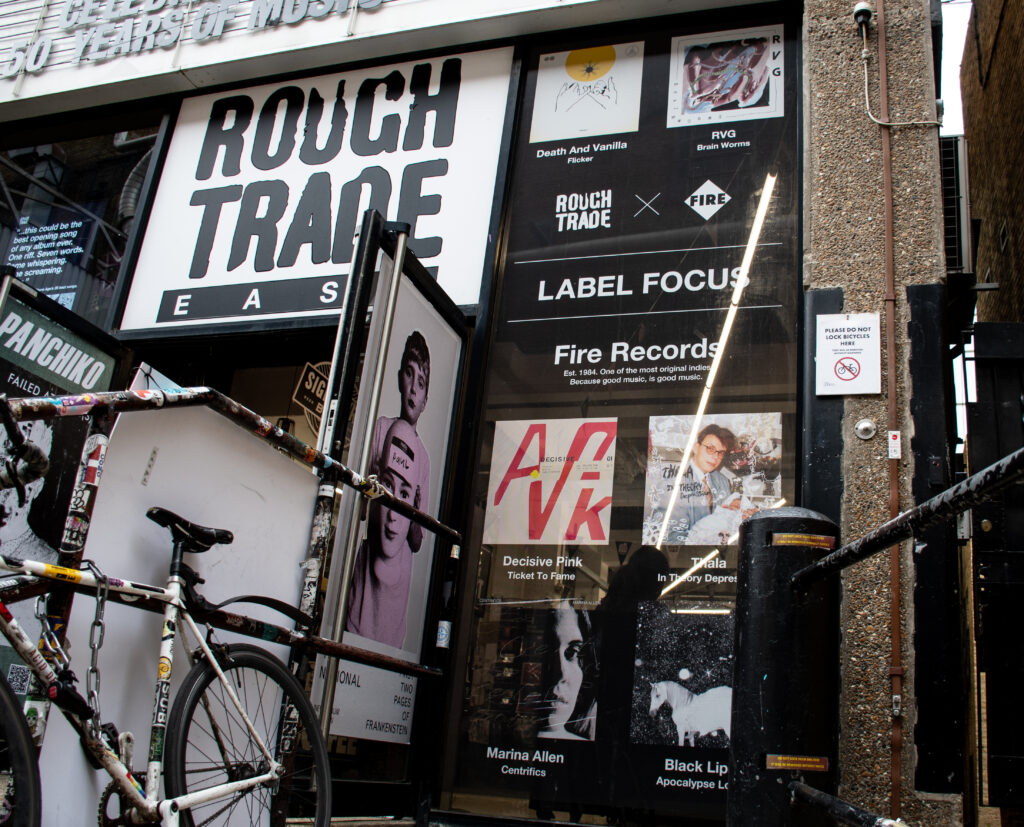 50 YEARS OF MUSIC
ROUGH
TRADE
EAS
Death And Vanilla
Flicker
RVG
RVG
Brain Worms
ROUGH
TRADE
FIRE
LABEL FOCUS
Fire Records
Est. 1984. One of the most original indies
Because good music, is good music.
DECISIVE
Decisive Pink
Ticket To Fame
Thala
In Theory Depres
Marina Allen
Centrifics
Black Lip
Apocalypse Lo
"...this could be the
best opening song
of any album ever.
One riff. Seven words.
whispering.
screaming."
PANCHIKO
FAILED
PLEASE DO NOT
LOCK BICYCLES
HERE
TWO
PAGES
OF
FRANKENSTEIN